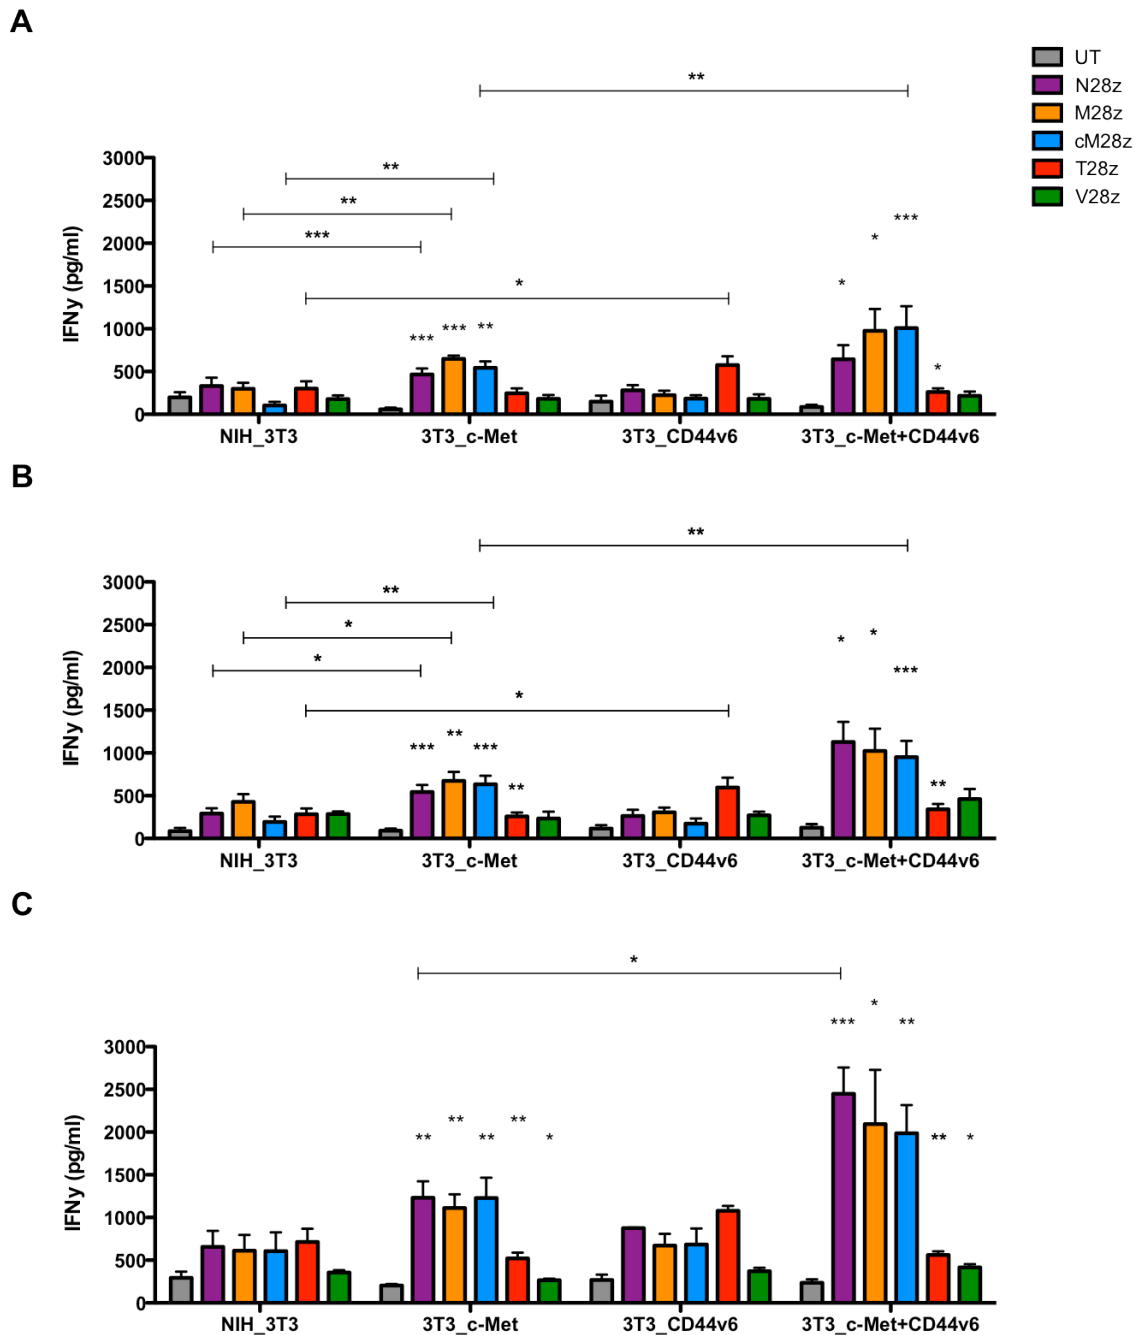 A
UT
N28z
M28z
cM28z
T28z
V28z
**
3000
2500
2000
1500
1000
500
0
IFNy (pg/ml)
**
**
***
*
***
***
**
*
*
***
*
NIH_3T3
3T3_c-Met
3T3_CD44v6
3T3_c-Met+CD44v6
B
**
3000
2500
2000
1500
1000
500
0
IFNy (pg/ml)
**
*
*
*
***
**
***
**
*
*
***
**
NIH_3T3
3T3_c-Met
3T3_CD44v6
3T3_c-Met+CD44v6
C
*
3000
2500
2000
1500
1000
500
0
IFNy (pg/ml)
**
**
**
**
*
***
*
**
**
*
NIH_3T3
3T3_c-Met
3T3_CD44v6
3T3_c-Met+CD44v6